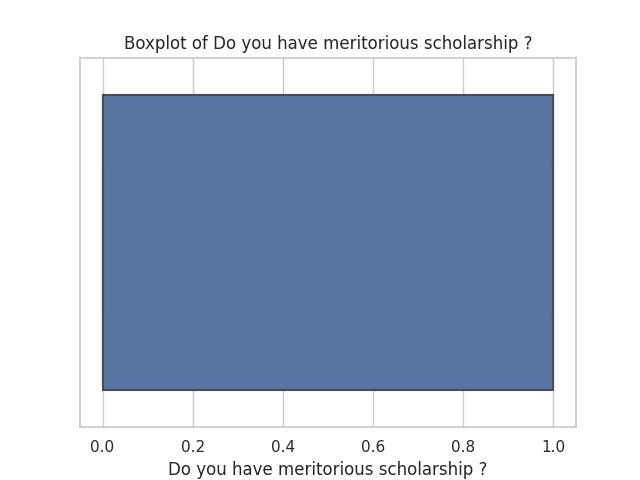 Boxplot of Do you have meritorious scholarship ?
0.0 0.2 0.4 0.6 0.8 1.0
Do you have meritorious scholarship ?